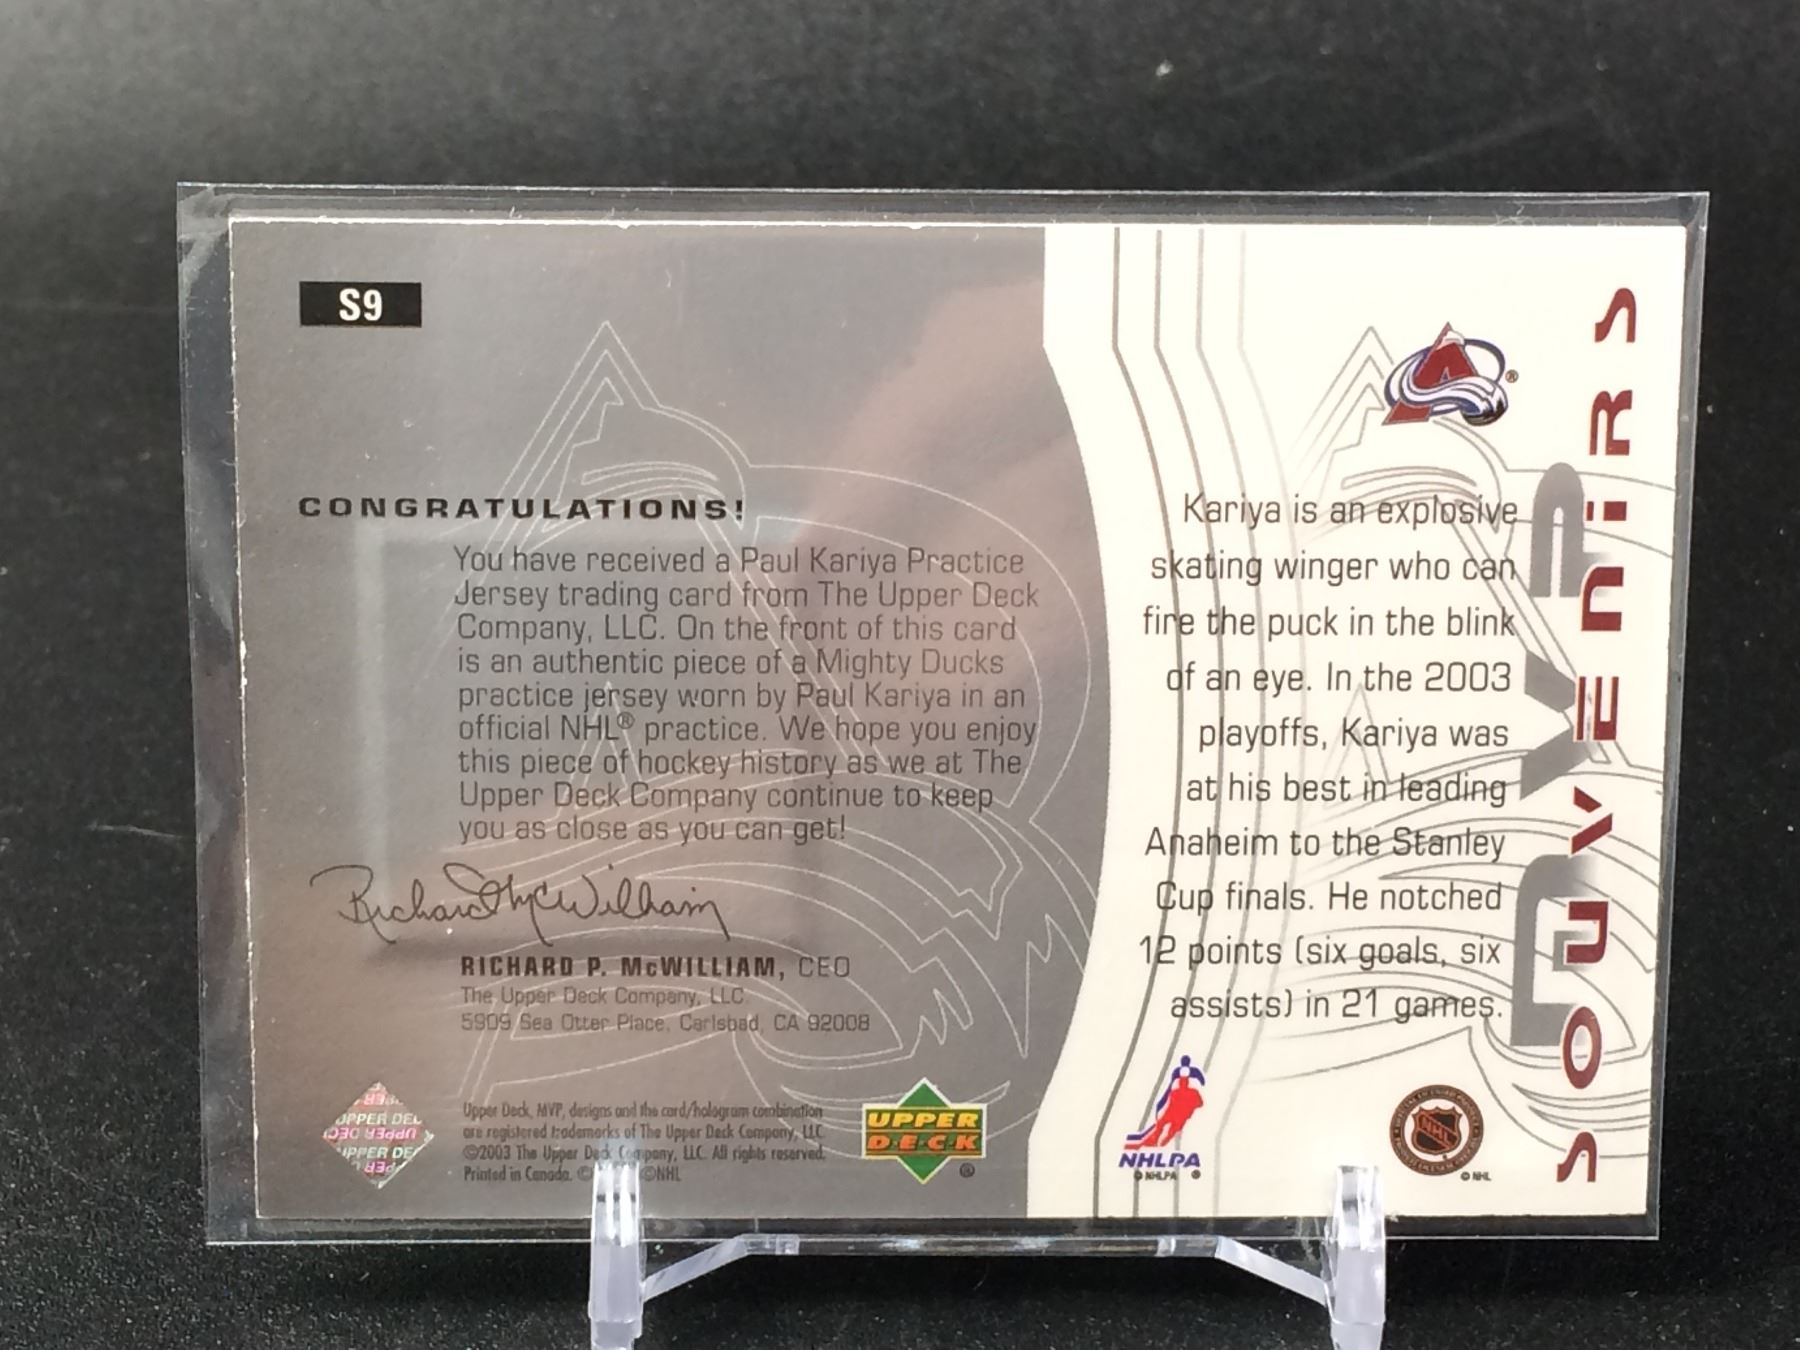 S9
CONGRATULATIONS!
You have received a Paul Kariya Practice
Jersey trading card from The Upper Deck
Company, LLC. On the front of this card
is an authentic piece of a Mighty Ducks
practice jersey worn by Paul Kariya in an
official NHL® practice. We hope you enjoy
this piece of hockey history as we at The
Upper Deck Company continue to keep
you as close as you can get!
Richard McWilliam
RICHARD P. McWILLIAM, CEO
The Upper Deck Company, LLC
5909 Sea Otter Place, Carlsbad, CA 92008
UPPER DEC
UPPER DEC
Upper Deck, MVP, designs and the card/hologram combination
are registered trademarks of The Upper Deck Company, LLC
©2003 The Upper Deck Company, LLC. All rights reserved.
Printed in Canada. ©NHL
UPPER
DECK
®
Kariya is an explosive
skating winger who can
fire the puck in the blink
of an eye. In the 2003
playoffs, Kariya was
at his best in leading
Anaheim to the Stanley
Cup finals. He notched
12 points (six goals, six
assists) in 21 games.
NHLPA
© NHLPA ®
NHL
© NHL
MVP
SOUVENIRS